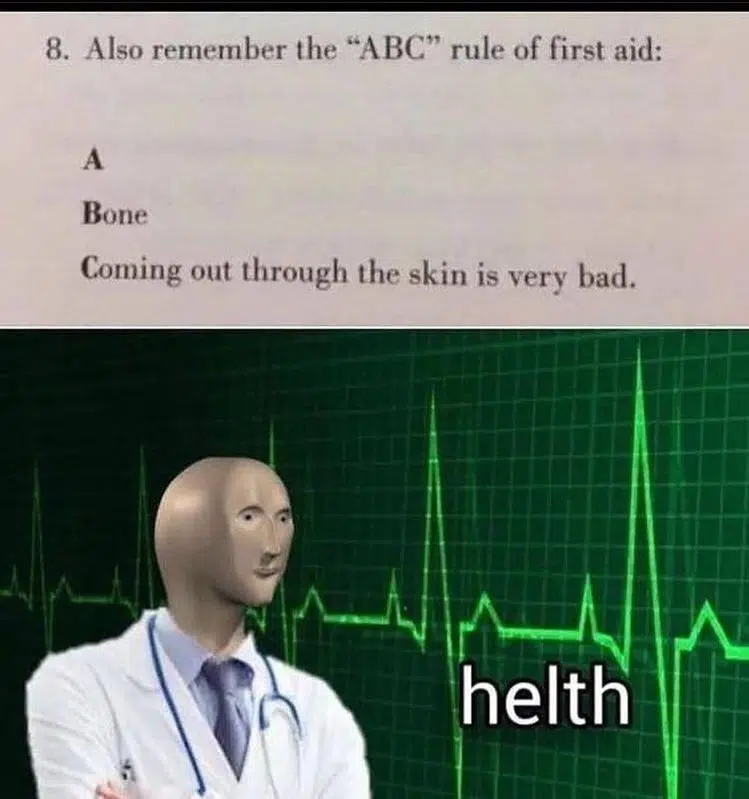 8. Also remember the “ABC” rule of first aid:
A
Bone
Coming out through the skin is very bad.
helth